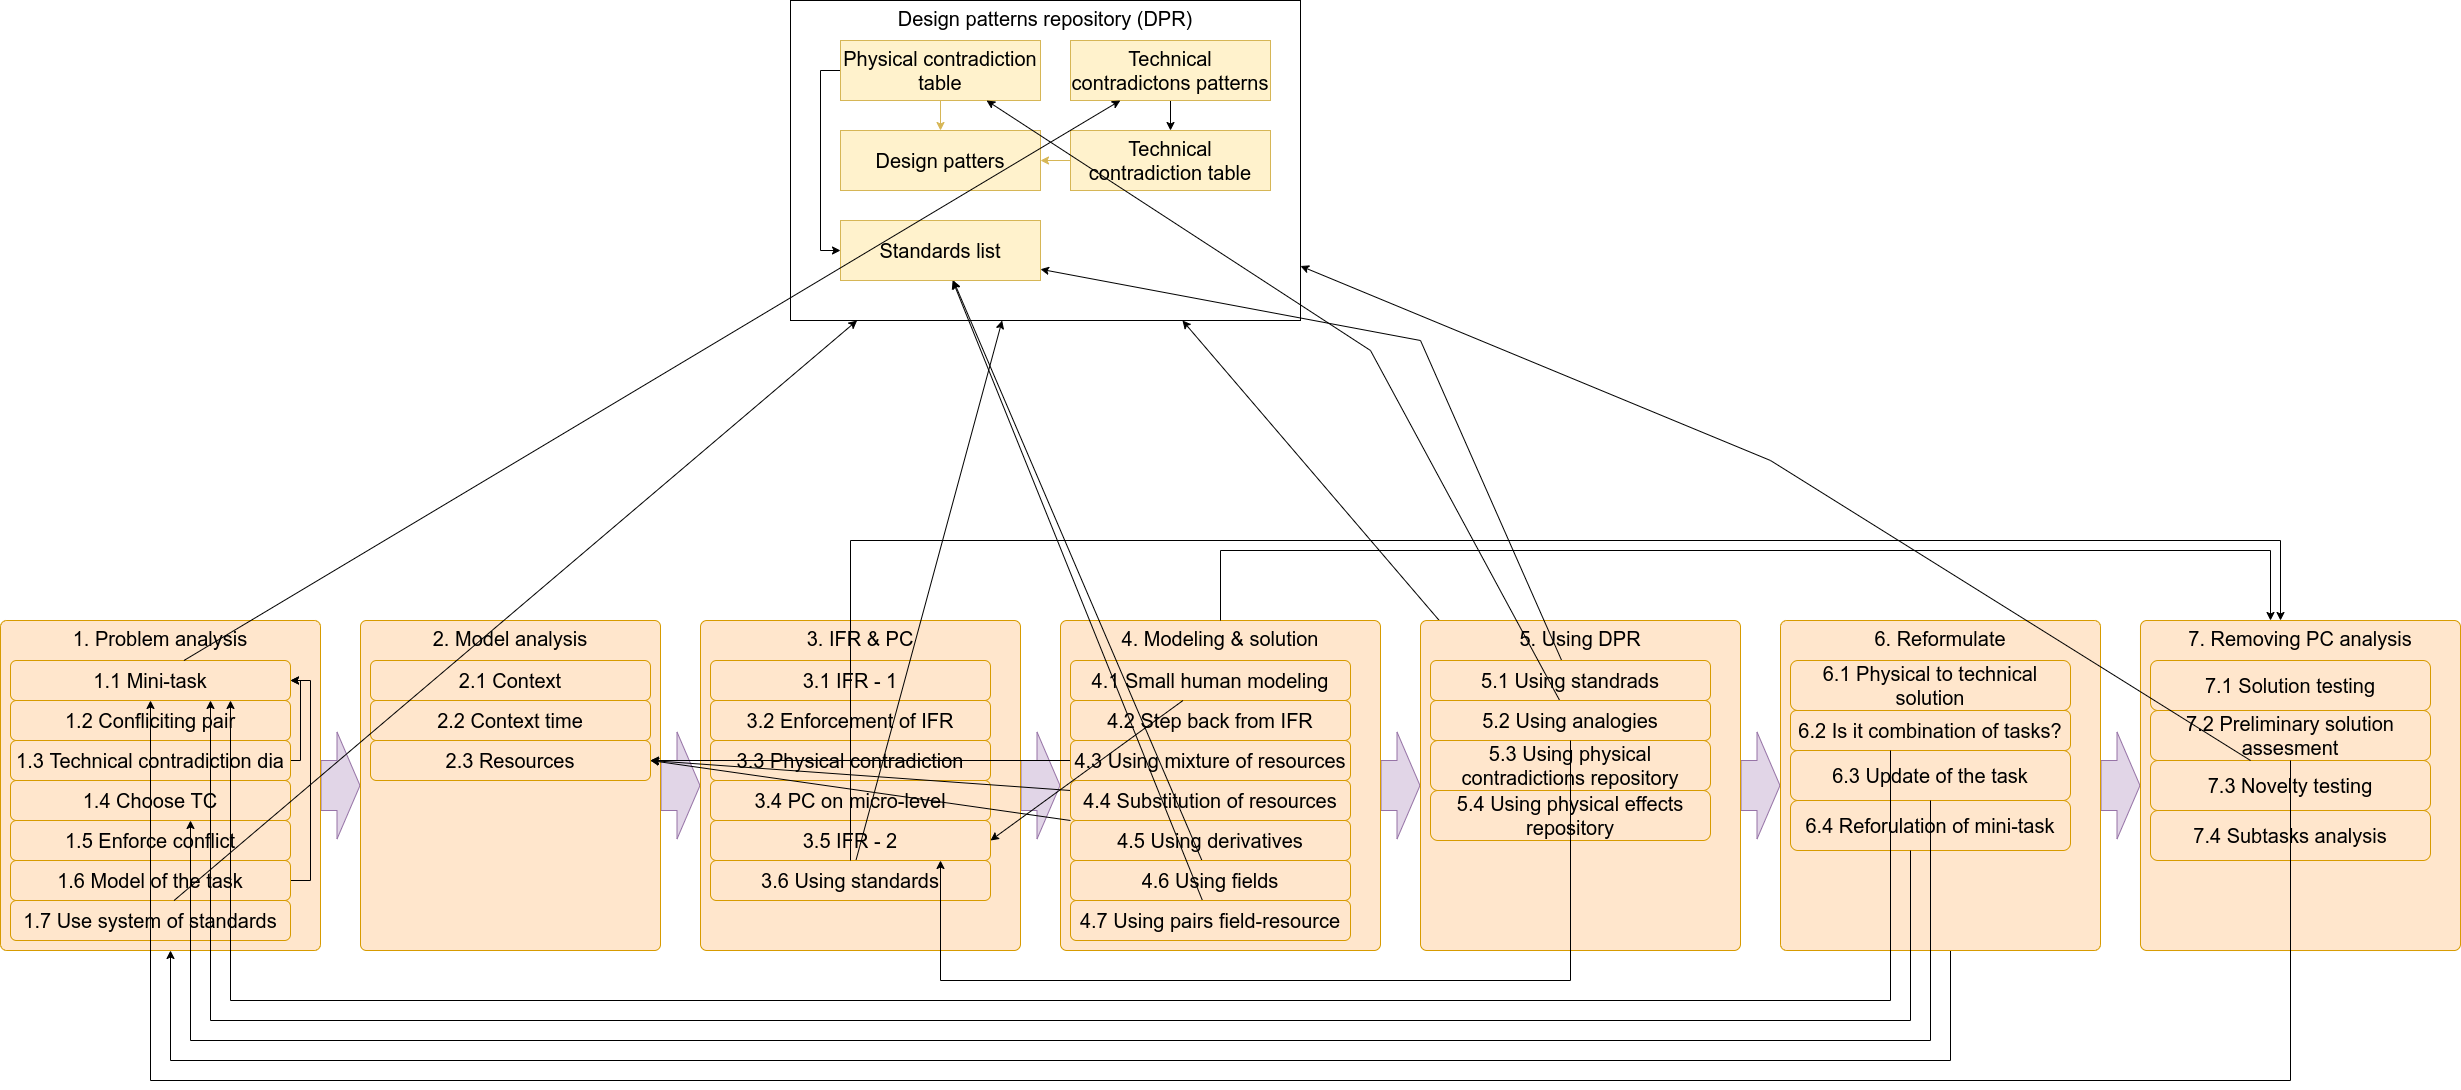 Design patterns repository (DPR)
Physical contradiction
table
Technical
contradictons patterns
Design patters
Technical
contradiction table
Standards list
1. Problem analysis
1.1 Mini-task
1.2 Confliciting pair
1.3 Technical contradiction dia
1.4 Choose TC
1.5 Enforce conflict
1.6 Model of the task
1.7 Use system of standards
2. Model analysis
2.1 Context
2.2 Context time
2.3 Resources
3. IFR & PC
3.1 IFR - 1
3.2 Enforcement of IFR
3.3 Physical contradiction
3.4 PC on micro-level
3.5 IFR - 2
3.6 Using standards
4. Modeling & solution
4.1 Small human modeling
4.2 Step back from IFR
4.3 Using mixture of resources
4.4 Substitution of resources
4.5 Using derivatives
4.6 Using fields
4.7 Using pairs field-resource
5. Using DPR
5.1 Using standrads
5.2 Using analogies
5.3 Using physical
contradictions repository
5.4 Using physical effects
repository
6. Reformulate
6.1 Physical to technical
solution
6.2 Is it combination of tasks?
6.3 Update of the task
6.4 Reforulation of mini-task
7. Removing PC analysis
7.1 Solution testing
7.2 Preliminary solution
assesment
7.3 Novelty testing
7.4 Subtasks analysis